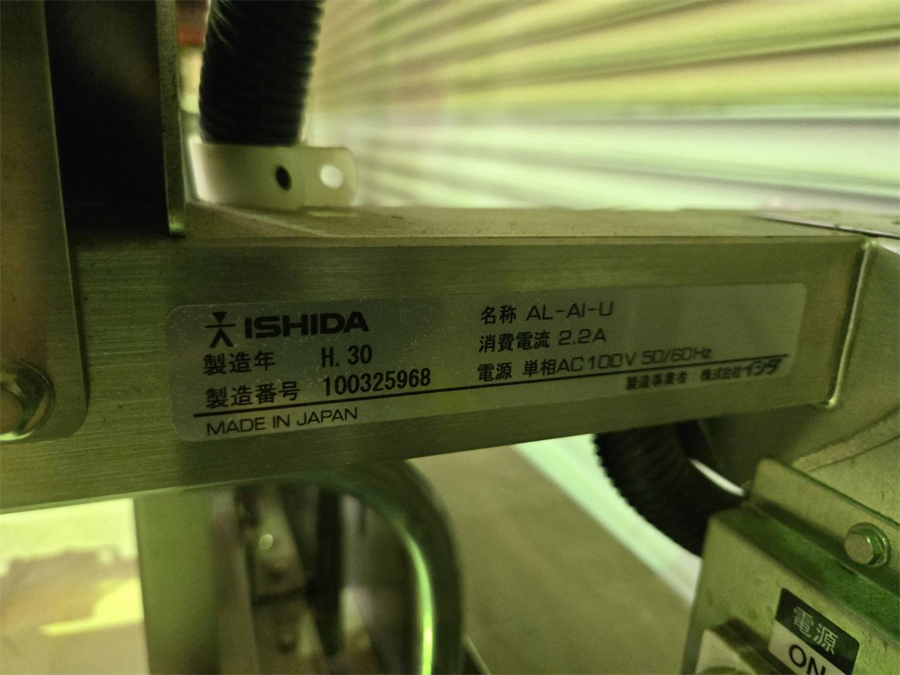 ISHIDA
製造年 H.30
製造番号 100325968
MADE IN JAPAN
名称 AL-AI-U
消費電流 2.2A
電源 単相AC100V 50/60Hz
製造事業者：株式会社イシダ
電源
ON